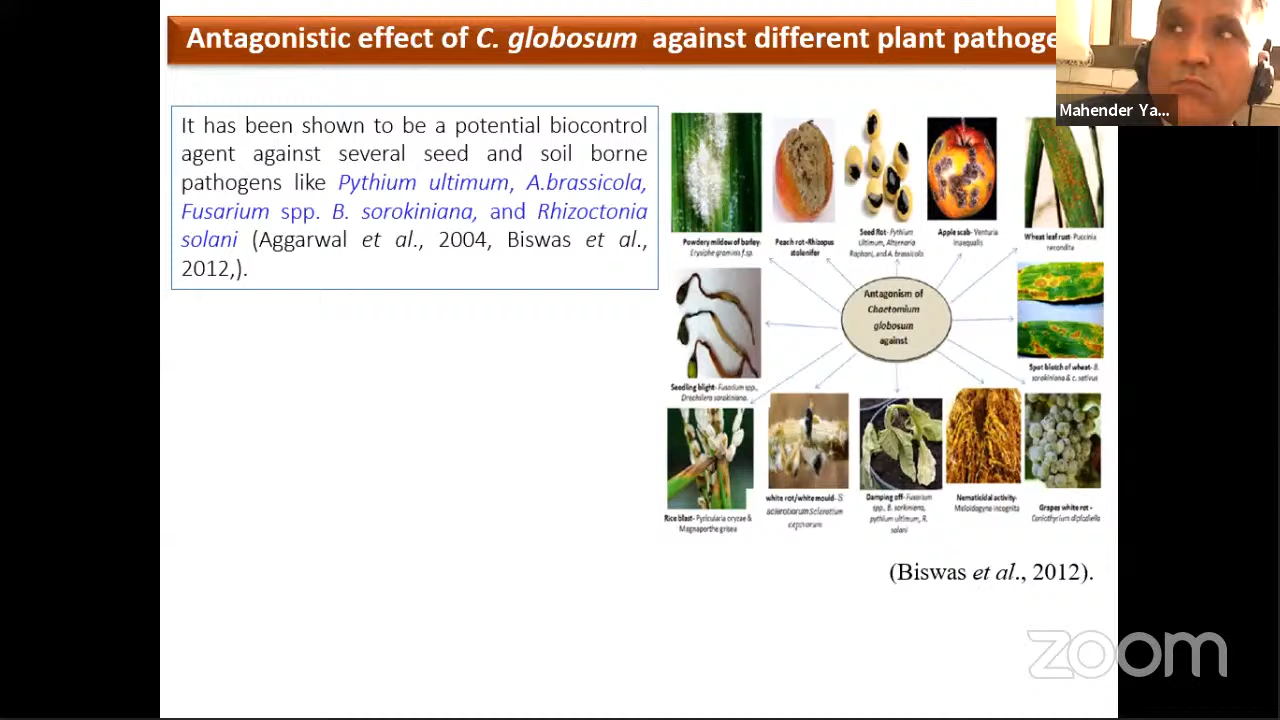 Antagonistic effect of C. globosum against different plant pathoge
Mahender Ya...
It has been shown to be a potential biocontrol
agent against several seed and soil borne
pathogens like Pythium ultimum, A.brassicola,
Fusarium spp. B. sorokiniana, and Rhizoctonia
solani (Aggarwal et al., 2004, Biswas et al.,
2012,).
Powdery mildew of barley-
Erysiphe graminis f.sp.
Peach rot-Rhizopus
stolenifer
Seed Rot- Pythium
Ultimum, Alternaria
Raphani, and A. brassicola
Apple scab- Venturia
inaequalis
Wheat leaf rust- Puccinia
recondita
Antagonism of
Chaetomium
globosum
against
Spot blotch of wheat- B.
sorokiniana & c. sativus
Seedling blight- Fusarium spp.,
Drechslera sorokiniana.
Rice blast- Pyricularia oryzae &
Magnaporthe grisea
white rot/white mould- S.
sclerotiorum Sclerotium
cepivorum
Damping off- Fusarium
spp., B. sorkiniana,
pythium ultimum, R.
solani
Nematicidal activity-
Meloidogyne incognita
Grapes white rot -
Coniothyrium diplodiella
(Biswas et al., 2012).
zoom